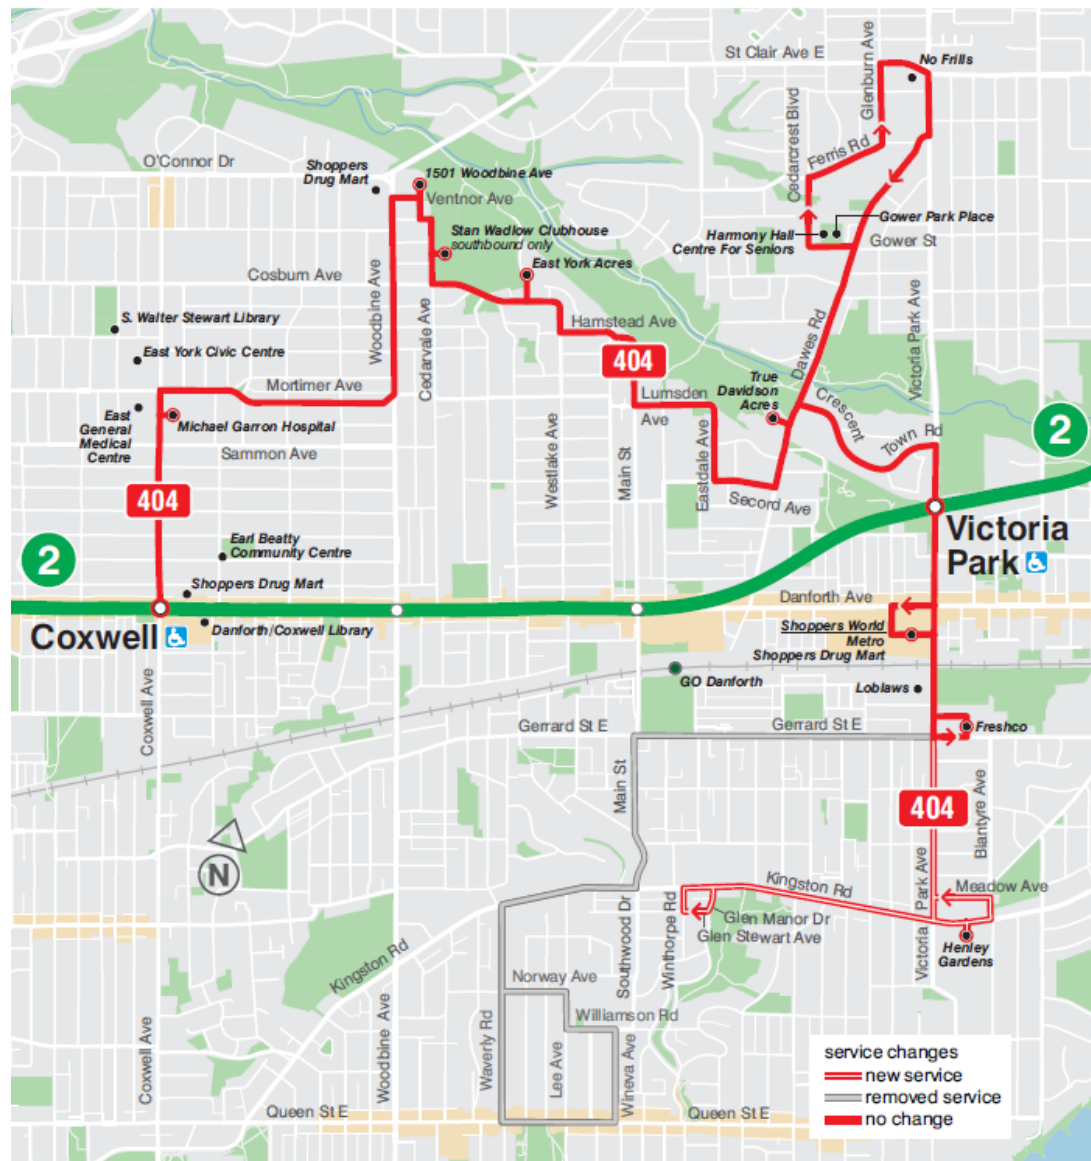 St Clair Ave E
Glenburn Ave
No Frills
Cedarcrest Blvd
Ferris Rd
O'Connor Dr
Shoppers
Drug Mart
1501 Woodbine Ave
Ventnor Ave
Gower Park Place
Harmony Hall
Centre For Seniors
Gower St
Stan Wadlow Clubhouse
southbound only
East York Acres
Cosburn Ave
Woodbine Ave
Cedarvale Ave
Hamstead Ave
Dawes Rd
Victoria Park Ave
S. Walter Stewart Library
East York Civic Centre
404
Mortimer Ave
Lumsden
Ave
True
Davidson
Acres
Crescent
Town Rd
East
General
Medical
Centre
Michael Garron Hospital
Sammon Ave
Westlake Ave
Main St
Eastdale Ave
Secord Ave
2
404
Victoria
Park
Earl Beatty
Community Centre
2
Shoppers Drug Mart
Danforth Ave
Coxwell
Danforth/Coxwell Library
Shoppers World
Metro
Shoppers Drug Mart
GO Danforth
Loblaws
Coxwell Ave
Gerrard St E
Gerrard St E
Freshco
Main St
404
Blantyre Ave
N
Kingston Rd
Victoria Park Ave
Meadow Ave
Glen Manor Dr
Glen Stewart Ave
Winthorpe Rd
Southwood Dr
Henley
Gardens
Kingston Rd
Norway Ave
Williamson Rd
Coxwell Ave
Woodbine Ave
Waverly Rd
Lee Ave
Wineva Ave
Queen St E
Queen St E
service changes
new service
removed service
no change